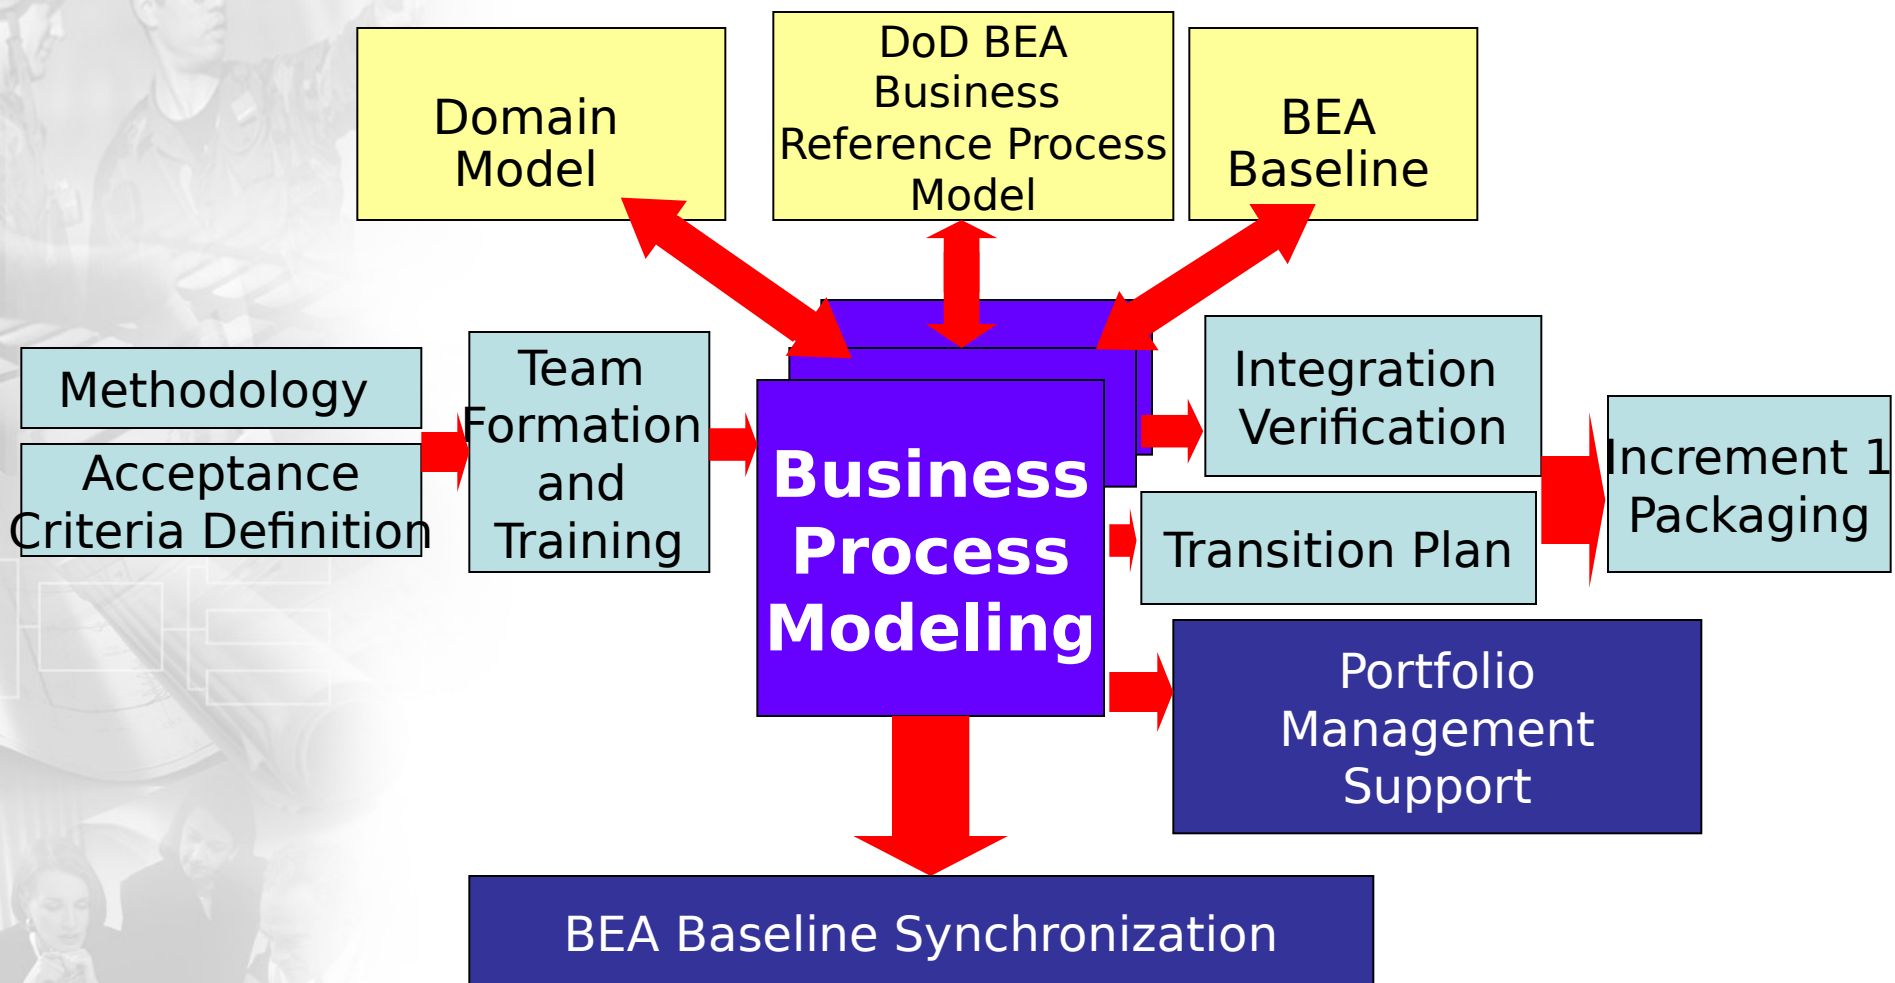 Domain
Model
DoD BEA
Business
Reference Process
Model
BEA
Baseline
Methodology
Acceptance
Criteria Definition
Team
Formation
and
Training
Business
Process
Modeling
Integration
Verification
Transition Plan
Increment 1
Packaging
Portfolio
Management
Support
BEA Baseline Synchronization